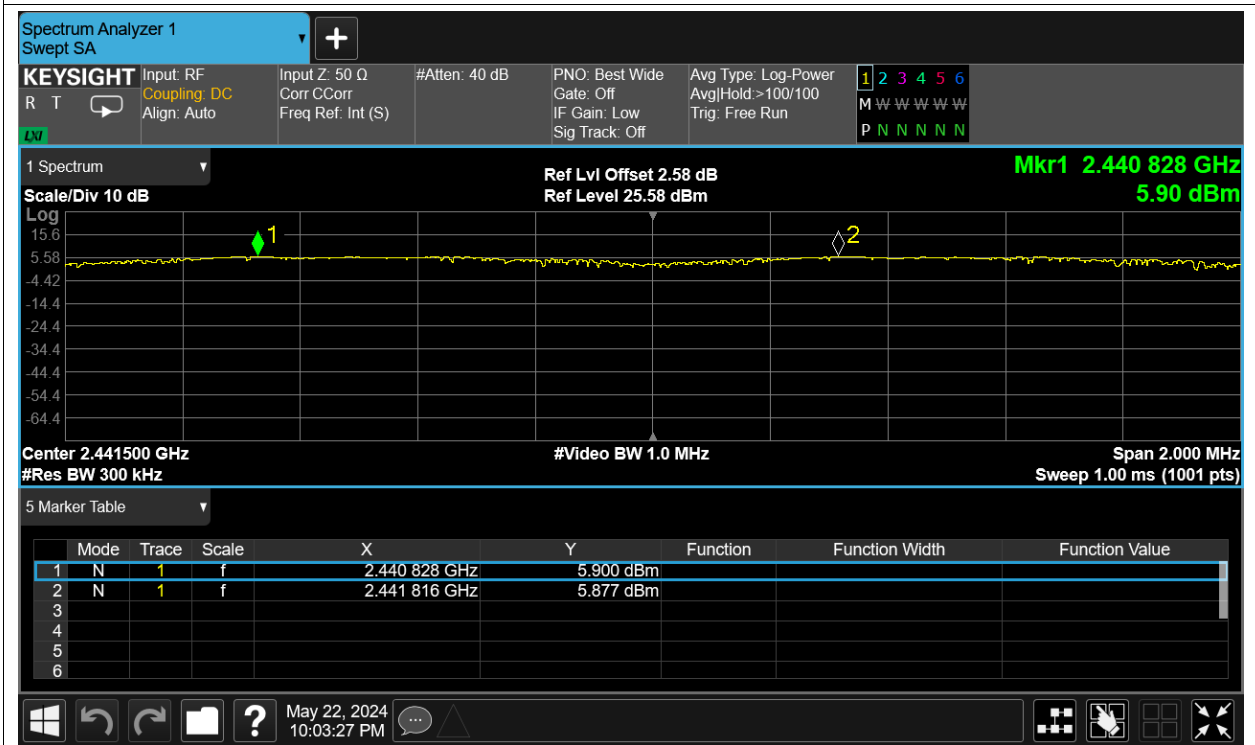 Spectrum Analyzer 1
Swept SA
+
KEYSIGHT Input: RF Input Z: 50 Ω #Atten: 40 dB PNO: Best Wide Avg Type: Log-Power 1 2 3 4 5 6
R T Coupling: DC Corr CCorr Gate: Off Avg|Hold:>100/100 M W W W W W
Align: Auto Freq Ref: Int (S) IF Gain: Low Trig: Free Run
LXI Sig Track: Off P N N N N N
1 Spectrum Ref Lvl Offset 2.58 dB Mkr1 2.440 828 GHz
Scale/Div 10 dB Ref Level 25.58 dBm 5.90 dBm
Log
15.6
1 2
5.58
-4.42
-14.4
-24.4
-34.4
-44.4
-54.4
-64.4
Center 2.441500 GHz #Video BW 1.0 MHz Span 2.000 MHz
#Res BW 300 kHz Sweep 1.00 ms (1001 pts)
5 Marker Table
Mode Trace Scale X Y Function Function Width Function Value
1 N 1 f 2.440 828 GHz 5.900 dBm
2 N 1 f 2.441 816 GHz 5.877 dBm
3
4
5
6
? May 22, 2024
10:03:27 PM